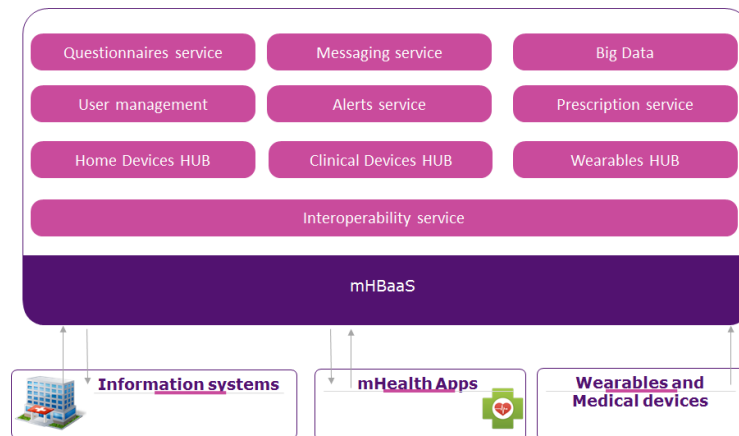 Questionnaires service
Messaging service
Big Data
User management
Alerts service
Prescription service
Home Devices HUB
Clinical Devices HUB
Wearables HUB
Interoperability service
mHBaaS
Information systems
mHealth Apps
Wearables and
Medical devices